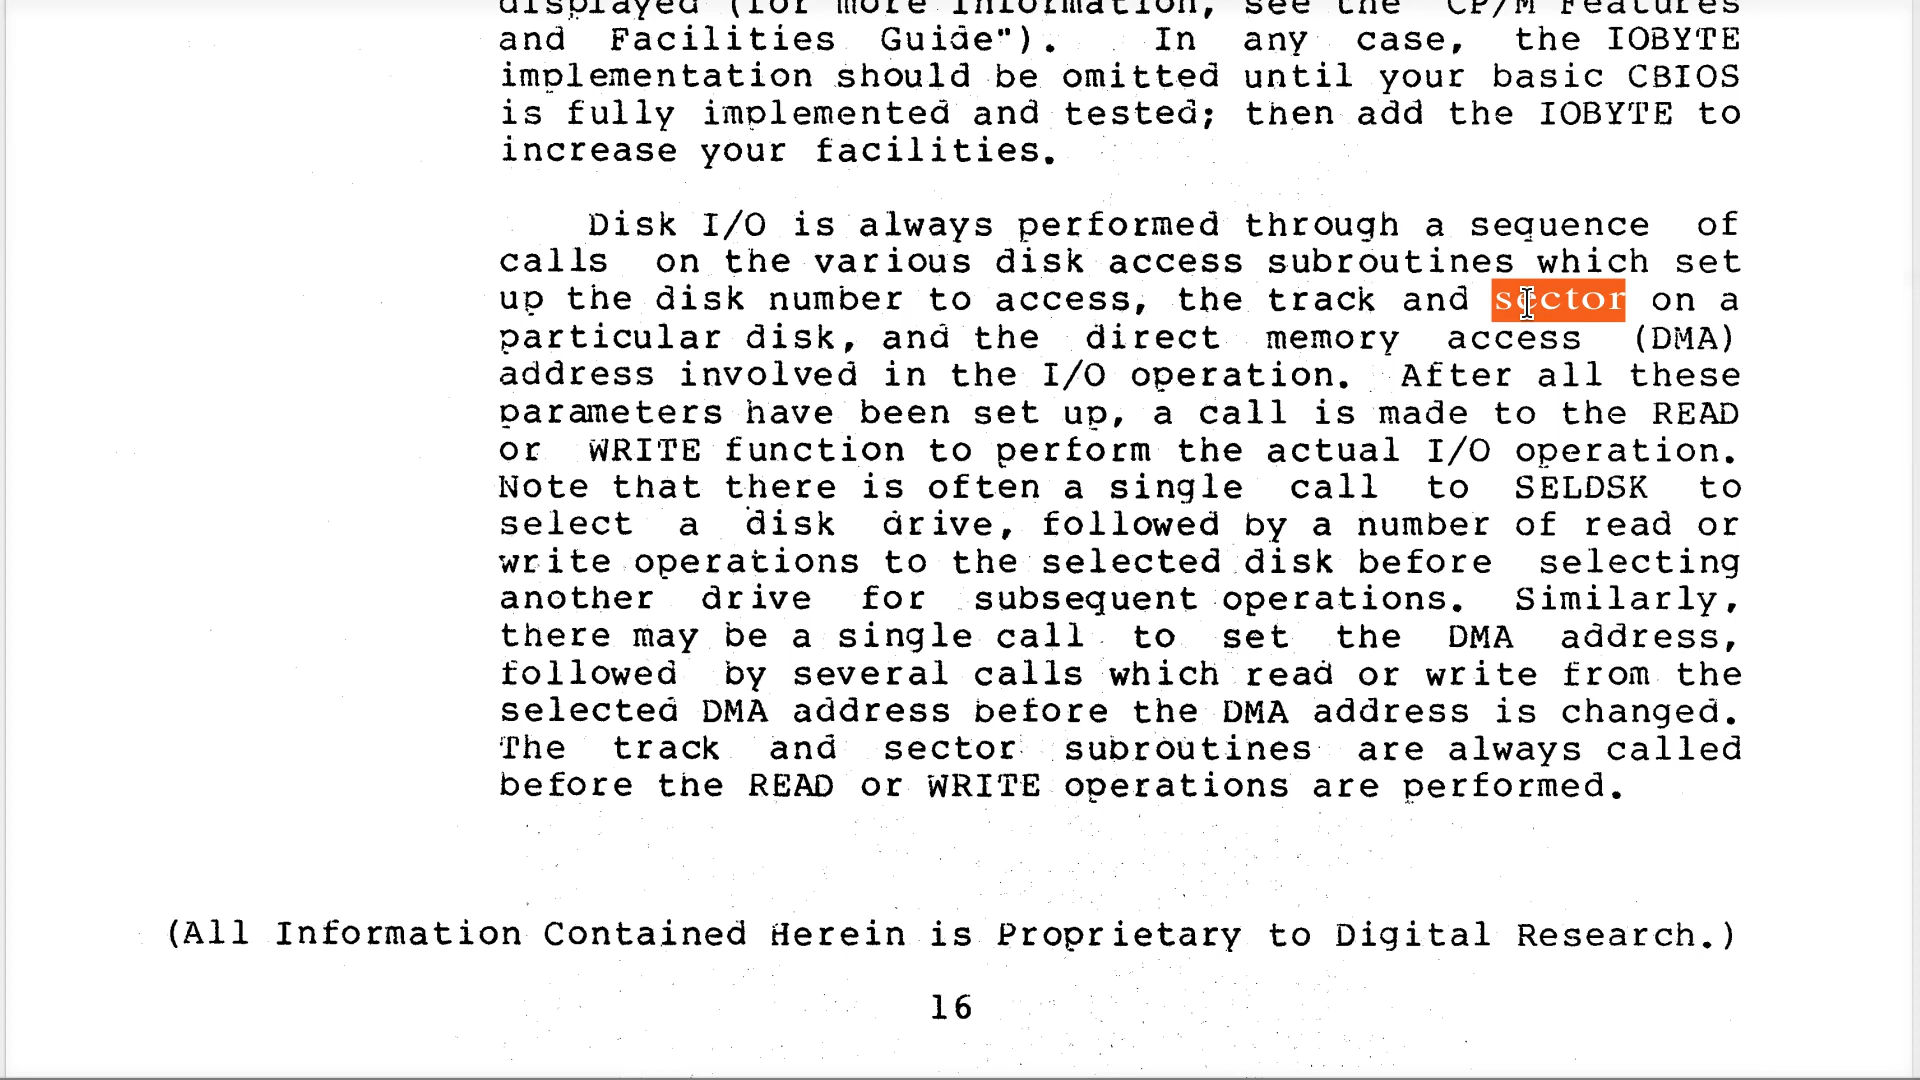 displayed (for more information, see the "CP/M Features
and Facilities Guide"). In any case, the IOBYTE
implementation should be omitted until your basic CBIOS
is fully implemented and tested; then add the IOBYTE to
increase your facilities.
Disk I/O is always performed through a sequence of
calls on the various disk access subroutines which set
up the disk number to access, the track and sector on a
particular disk, and the direct memory access (DMA)
address involved in the I/O operation. After all these
parameters have been set up, a call is made to the READ
or WRITE function to perform the actual I/O operation.
Note that there is often a single call to SELDSK to
select a disk drive, followed by a number of read or
write operations to the selected disk before selecting
another drive for subsequent operations. Similarly,
there may be a single call to set the DMA address,
followed by several calls which read or write from the
selected DMA address before the DMA address is changed.
The track and sector subroutines are always called
before the READ or WRITE operations are performed.
(All Information Contained Herein is Proprietary to Digital Research.)
16